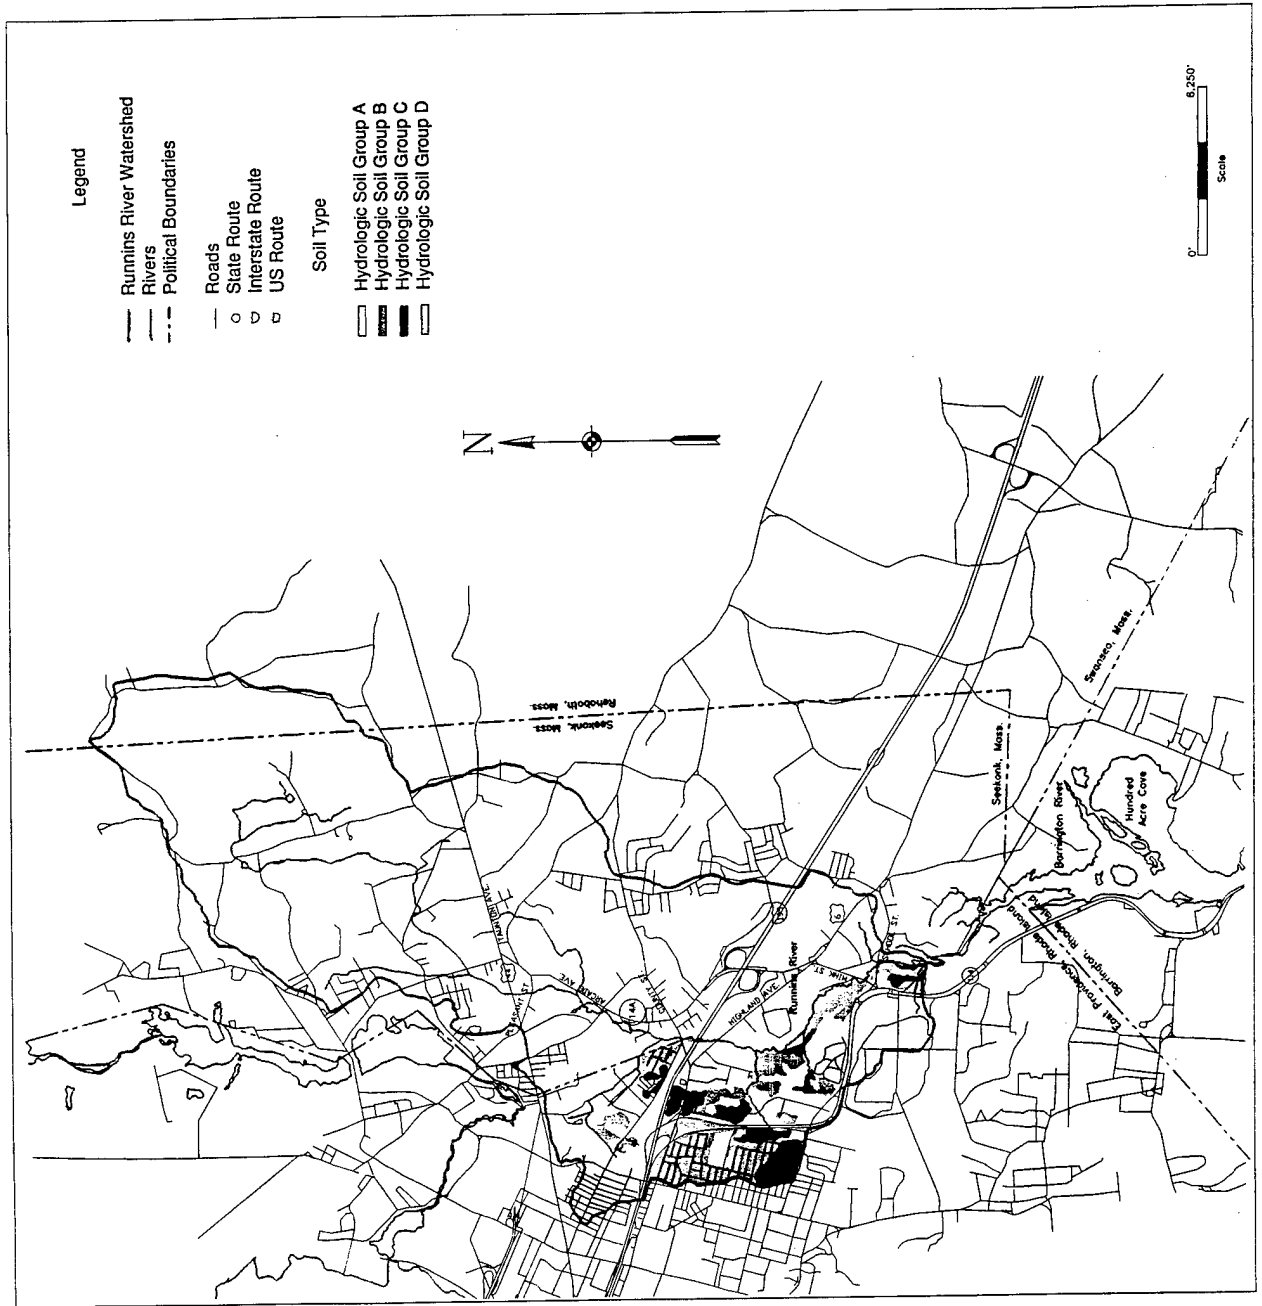 Legend
Runnins River Watershed
Rivers
Political Boundaries
Roads
State Route
Interstate Route
US Route
Soil Type
Hydrologic Soil Group A
Hydrologic Soil Group B
Hydrologic Soil Group C
Hydrologic Soil Group D
N
0'
6,250'
Scale
Rehoboth, Mass.
Seekonk, Mass.
Swansea, Mass.
Seekonk, Mass.
Barrington River
Hundred
Acre Cove
TAUNTON AVE.
ARCADE AVE.
114A
HIGHLAND AVE.
Runnins River
195
6
East Providence, Rhode Island
Barrington, Rhode Island